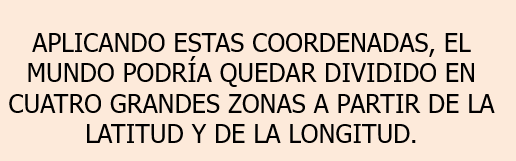 APLICANDO ESTAS COORDENADAS, EL
MUNDO PODRÍA QUEDAR DIVIDIDO EN
CUATRO GRANDES ZONAS A PARTIR DE LA
LATITUD Y DE LA LONGITUD.